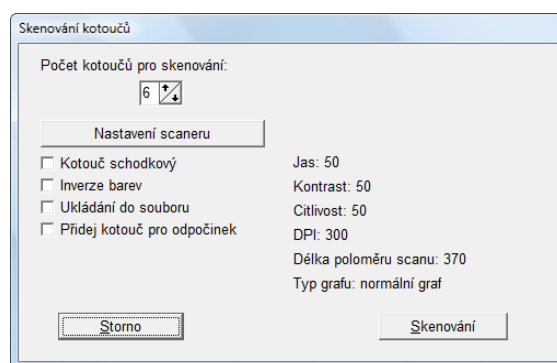 Skenování kotoučů
Počet kotoučů pro skenování:
6
Nastavení scaneru
Kotouč schodkový
Inverze barev
Ukládání do souboru
Přidej kotouč pro odpočinek
Jas: 50
Kontrast: 50
Citlivost: 50
DPI: 300
Délka poloměru scanu: 370
Typ grafu: normální graf
Storno
Skenování